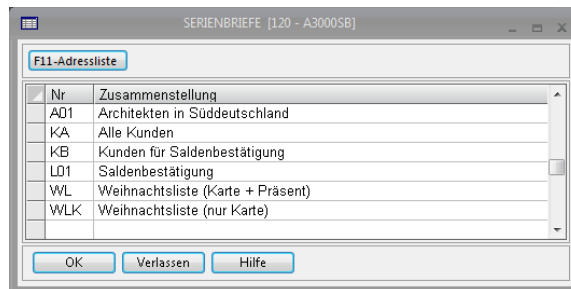 SERIENBRIEFE [120 - A3000SB]
F11-Adressliste
Nr Zusammenstellung
A01 Architekten in Süddeutschland
KA Alle Kunden
KB Kunden für Saldenbestätigung
L01 Saldenbestätigung
WL Weihnachtsliste (Karte + Präsent)
WLK Weihnachtsliste (nur Karte)
OK Verlassen Hilfe